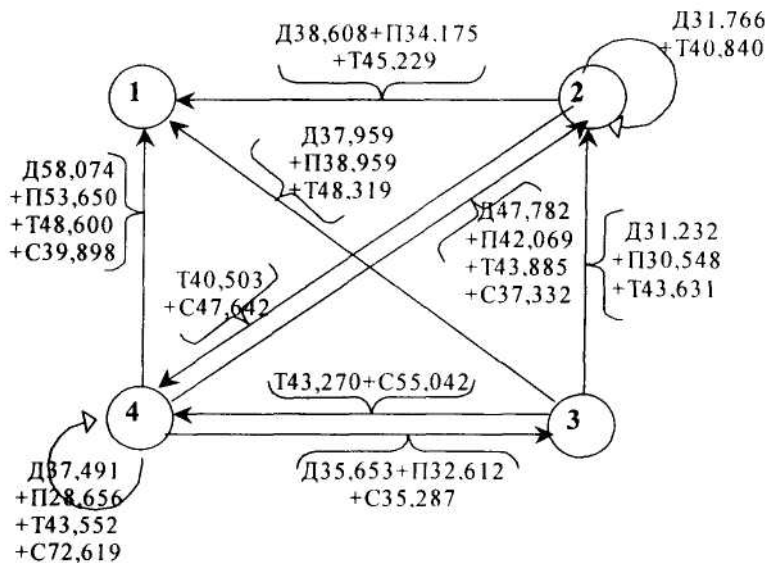 Д38,608+П34.175
+Т45,229
Д31.766
+Т40,840
1
2
Д37,959
+П38,959
+Т48,319
Д58,074
+П53,650
+Т48,600
+С39,898
Д47,782
+П42,069
+Т43,885
+С37,332
Д31,232
+П30,548
+Т43,631
Т40,503
+С47,642
Т43,270+С55,042
4
3
Д35,653+П32,612
+С35,287
Д37,491
+П28,656
+Т43,552
+С72,619